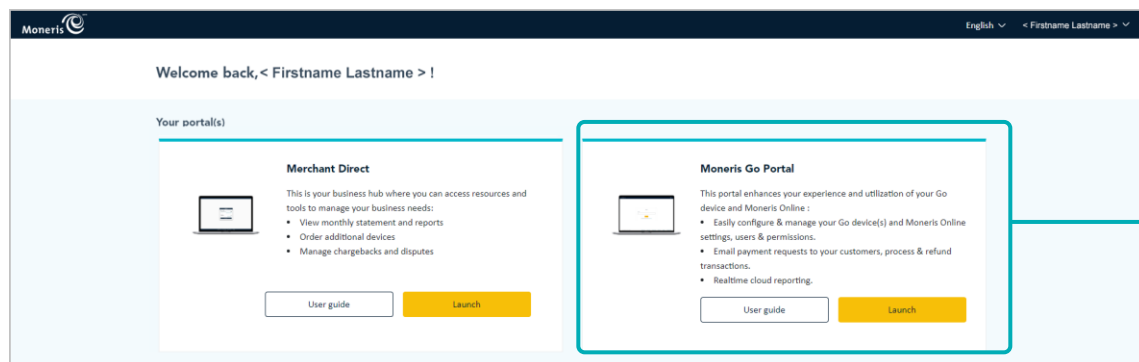 Moneris
English
< Firstname Lastname >
Welcome back,< Firstname Lastname > !
Your portal(s)
Merchant Direct
This is your business hub where you can access resources and
tools to manage your business needs:
• View monthly statement and reports
• Order additional devices
• Manage chargebacks and disputes
User guide
Launch
Moneris Go Portal
This portal enhances your experience and utilization of your Go
device and Moneris Online :
• Easily configure & manage your Go device(s) and Moneris Online
settings, users & permissions.
• Email payment requests to your customers, process & refund
transactions.
• Realtime cloud reporting.
User guide
Launch